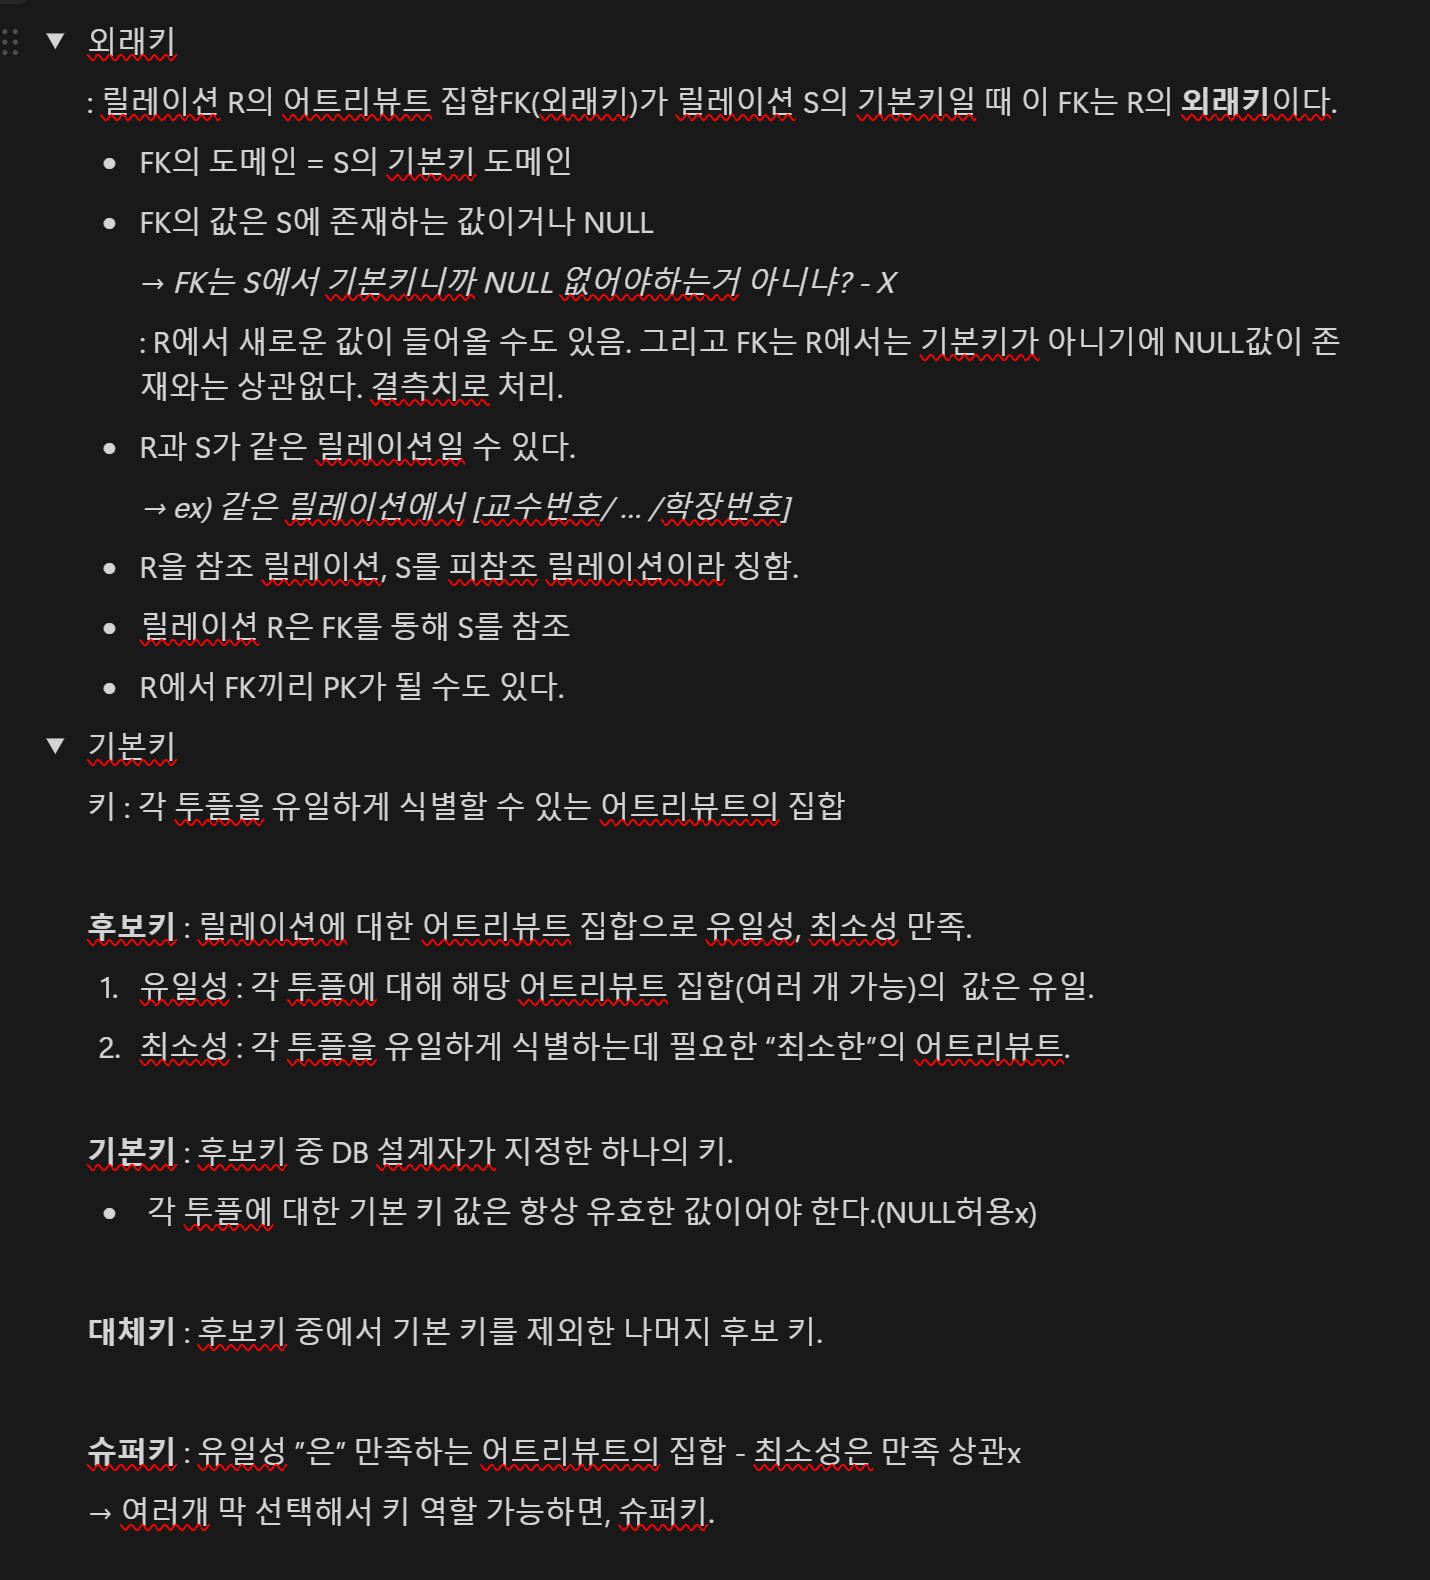 외래키
: 릴레이션 R의 어트리뷰트 집합FK(외래키)가 릴레이션 S의 기본키일 때 이 FK는 R의 외래키이다.
• FK의 도메인 = S의 기본키 도메인
• FK의 값은 S에 존재하는 값이거나 NULL
→ FK는 S에서 기본키니까 NULL 없어야하는거 아니냐? - X
: R에서 새로운 값이 들어올 수도 있음. 그리고 FK는 R에서는 기본키가 아니기에 NULL값이 존
재와는 상관없다. 결측치로 처리.
• R과 S가 같은 릴레이션일 수 있다.
→ ex) 같은 릴레이션에서 [교수번호/ ... /학장번호]
• R을 참조 릴레이션, S를 피참조 릴레이션이라 칭함.
• 릴레이션 R은 FK를 통해 S를 참조
• R에서 FK끼리 PK가 될 수도 있다.
기본키
키 : 각 투플을 유일하게 식별할 수 있는 어트리뷰트의 집합
후보키 : 릴레이션에 대한 어트리뷰트 집합으로 유일성, 최소성 만족.
1. 유일성 : 각 투플에 대해 해당 어트리뷰트 집합(여러 개 가능)의  값은 유일.
2. 최소성 : 각 투플을 유일하게 식별하는데 필요한 “최소한”의 어트리뷰트.
기본키 : 후보키 중 DB 설계자가 지정한 하나의 키.
• 각 투플에 대한 기본 키 값은 항상 유효한 값이어야 한다.(NULL허용x)
대체키 : 후보키 중에서 기본 키를 제외한 나머지 후보 키.
슈퍼키 : 유일성 ”은” 만족하는 어트리뷰트의 집합 - 최소성은 만족 상관x
→ 여러개 막 선택해서 키 역할 가능하면, 슈퍼키.